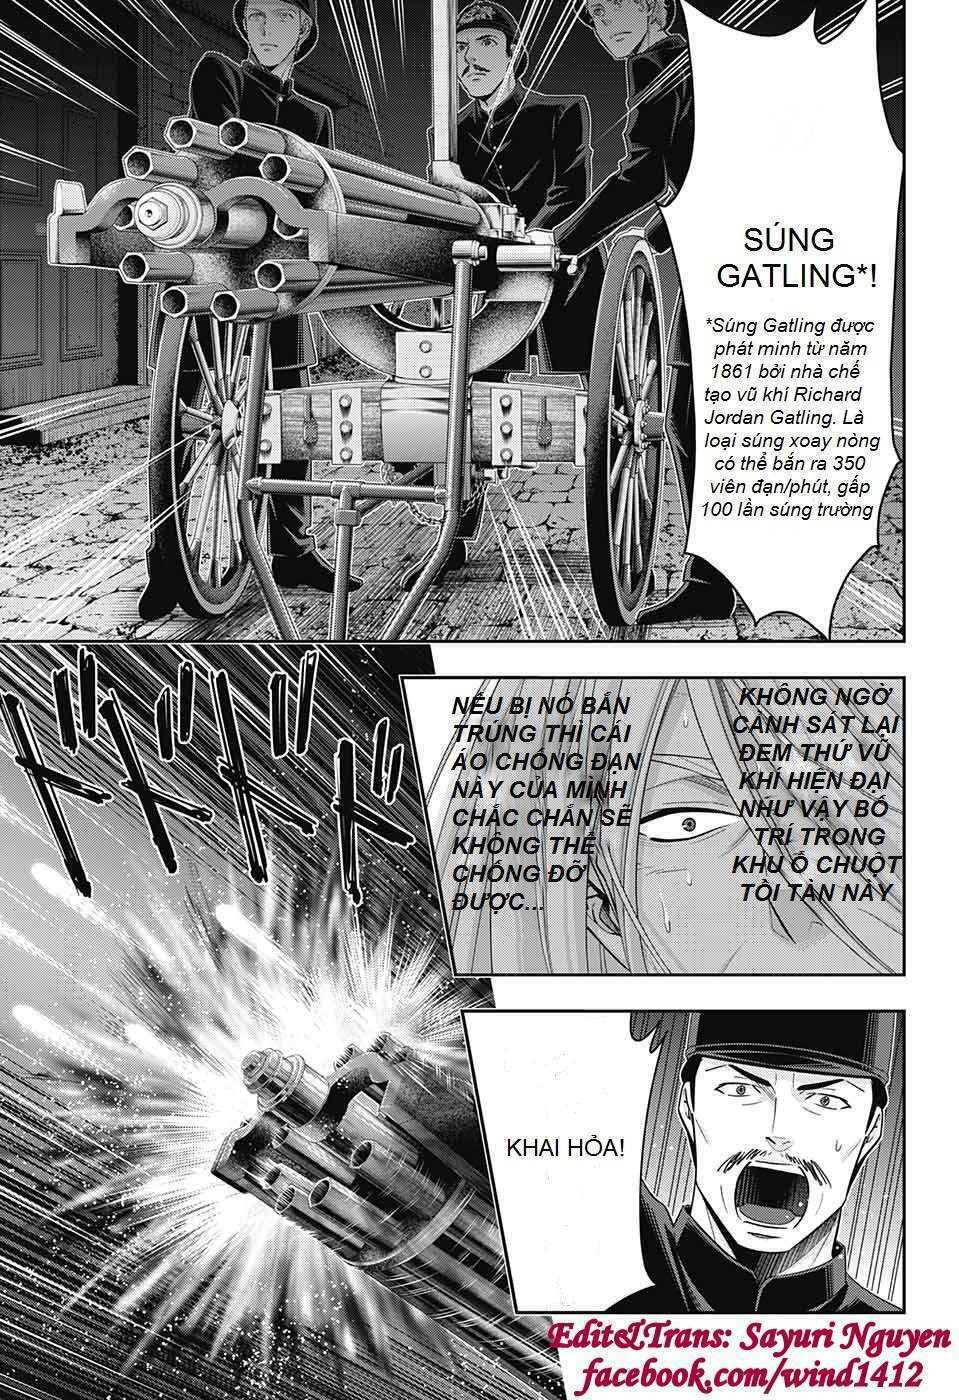 SÚNG
GATLING*!
*Súng Gatling được
phát minh từ năm
1861 bởi nhà chế
tạo vũ khí Richard
Jordan Gatling. Là
loại súng xoay nòng
có thể bắn ra 350
viên đạn/phút, gấp
100 lần súng trường
KHÔNG NGỜ
CẢNH SÁT LẠI
ĐEM THỨ VŨ
KHÍ HIỆN ĐẠI
NHƯ VẬY BỐ
TRÍ TRONG
KHU Ổ CHUỘT
TỒI TÀN NÀY
NẾU BỊ NÓ BẮN
TRÚNG THÌ CÁI
ÁO CHỐNG ĐẠN
NÀY CỦA MÌNH
CHẮC CHẮN SẼ
KHÔNG THỂ
CHỐNG ĐỠ
ĐƯỢC...
KHAI HỎA!
ドドドド
Edit&Trans: Sayuri Nguyen
facebook.com/wind1412